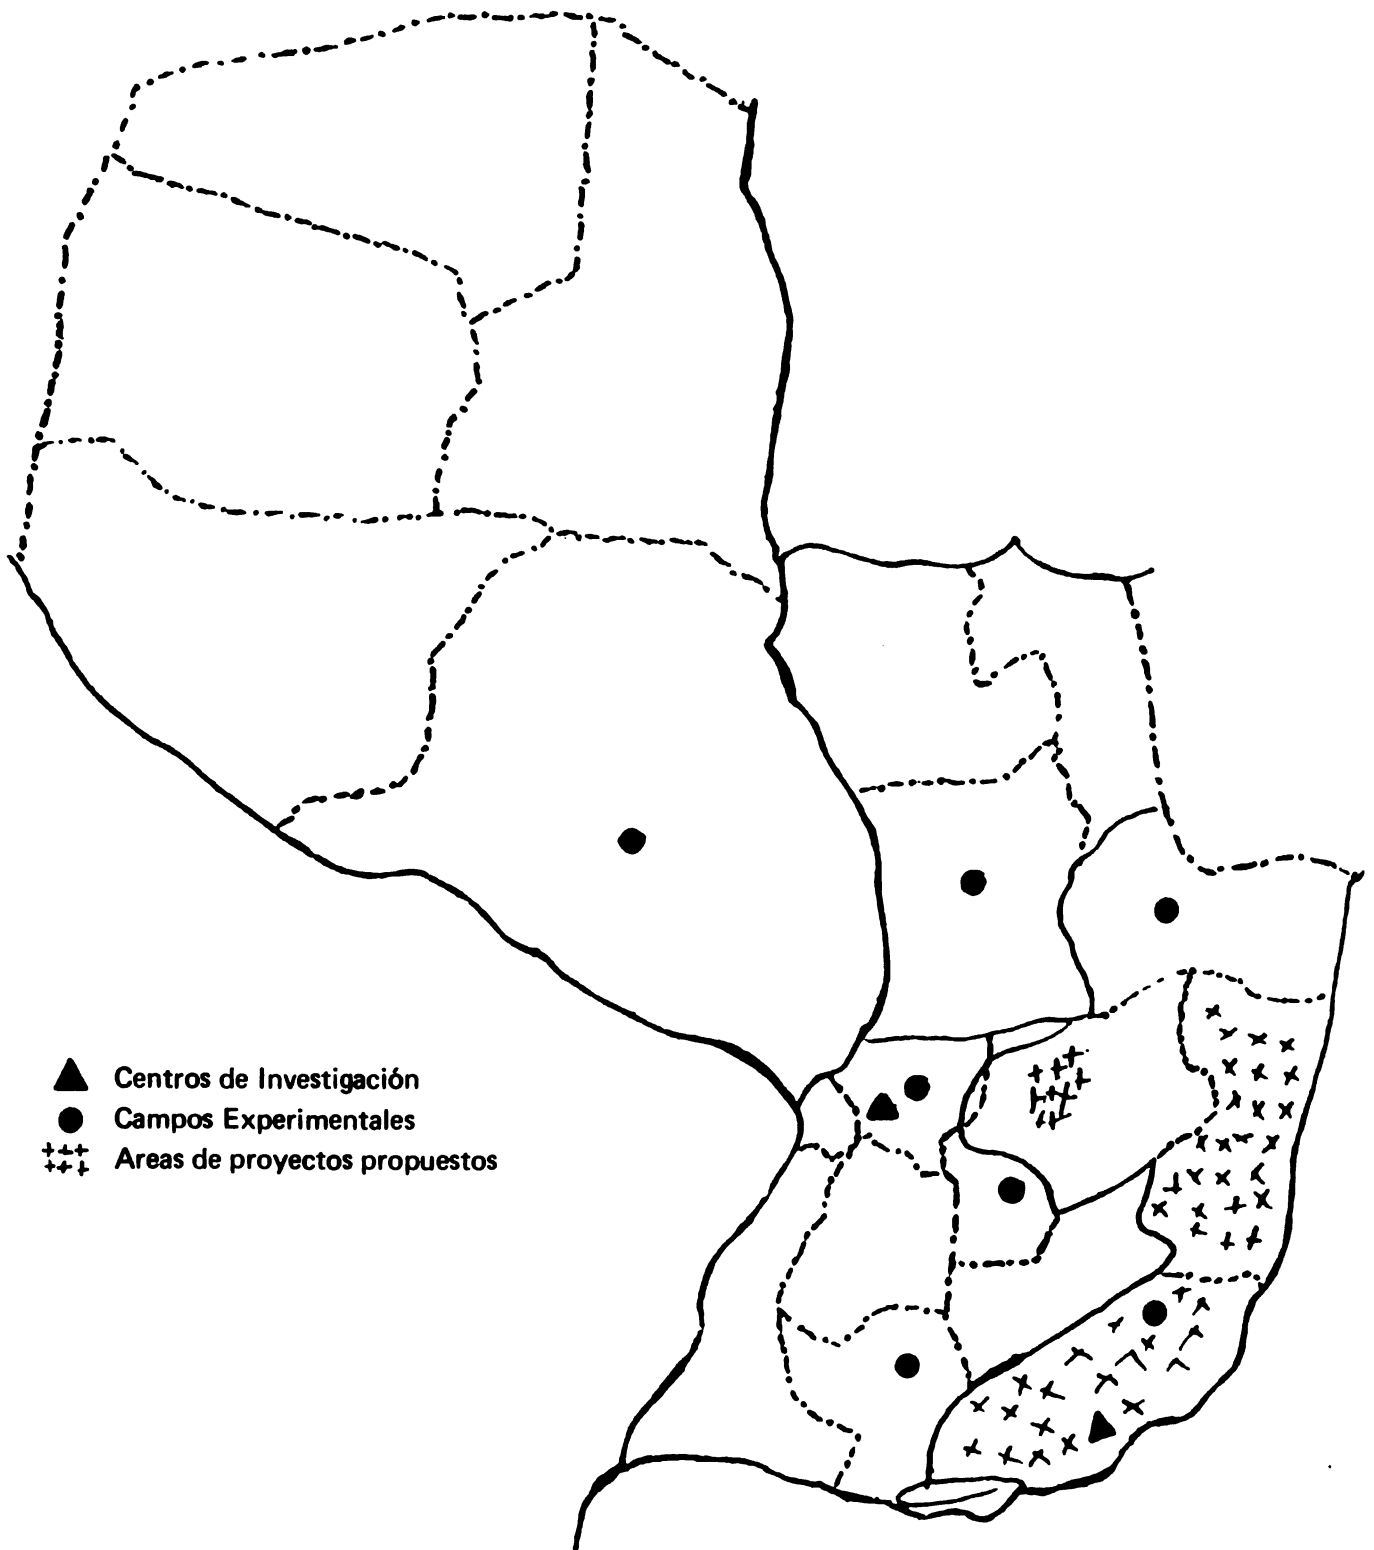 Centros de Investigación
Campos Experimentales
Areas de proyectos propuestos